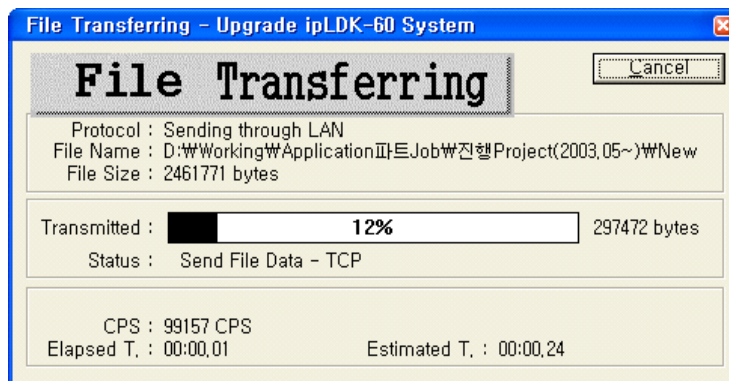 File Transferring - Upgrade ipLDK-60 System
File Transferring
Cancel
Protocol : Sending through LAN
File Name : D:₩Working₩Application파트Job₩진행Project(2003,05~)₩New
File Size : 2461771 bytes
Transmitted : 12% 297472 bytes
Status : Send File Data - TCP
CPS : 99157 CPS
Elapsed T. : 00:00,01 Estimated T. : 00:00,24